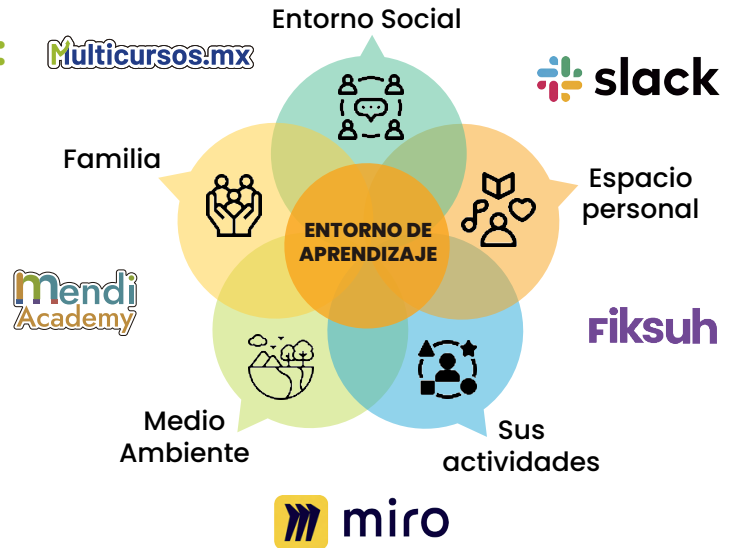 Entorno Social
Multicursos.mx
slack
Familia
Espacio
personal
ENTORNO DE
APRENDIZAJE
Mendi
Academy
Fiksuh
Medio
Ambiente
Sus
actividades
miro